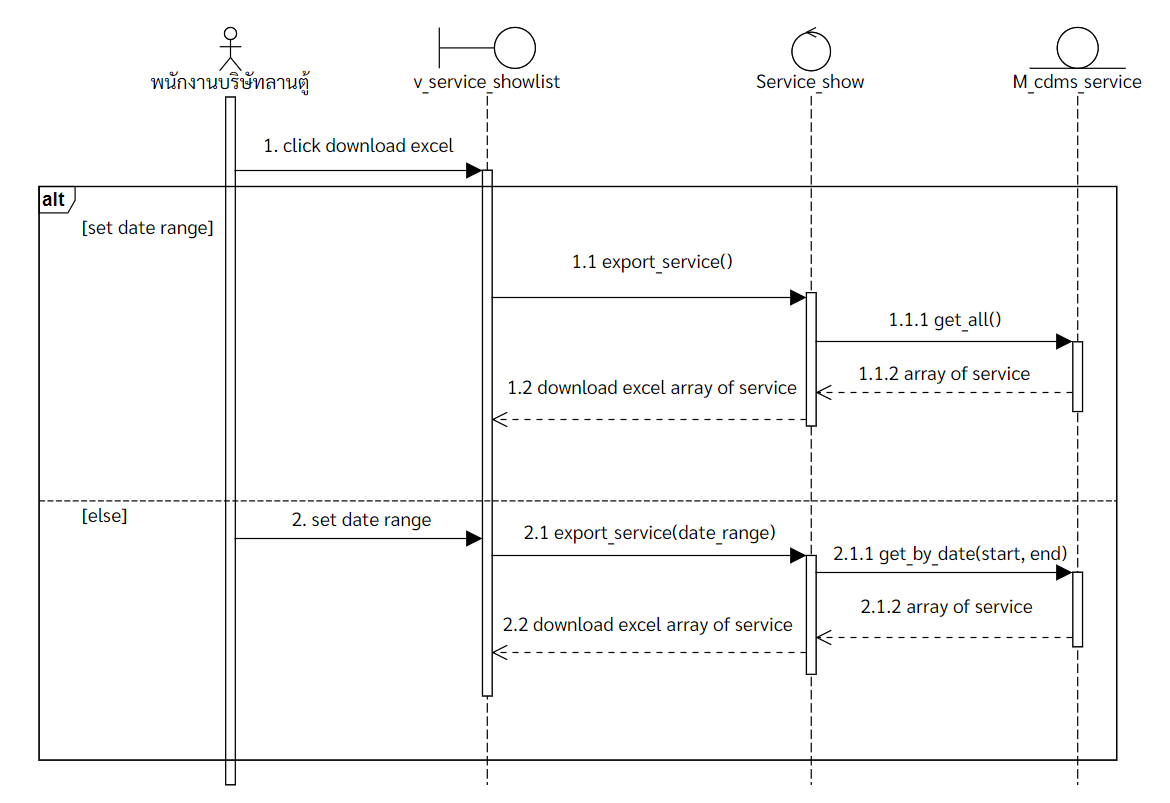 พนักงานบริษัทลานตู้
v_service_showlist
Service_show
M_cdms_service
1. click download excel
alt
[set date range]
1.1 export_service()
1.1.1 get_all()
1.1.2 array of service
1.2 download excel array of service
[else]
2. set date range
2.1 export_service(date_range)
2.1.1 get_by_date(start, end)
2.1.2 array of service
2.2 download excel array of service